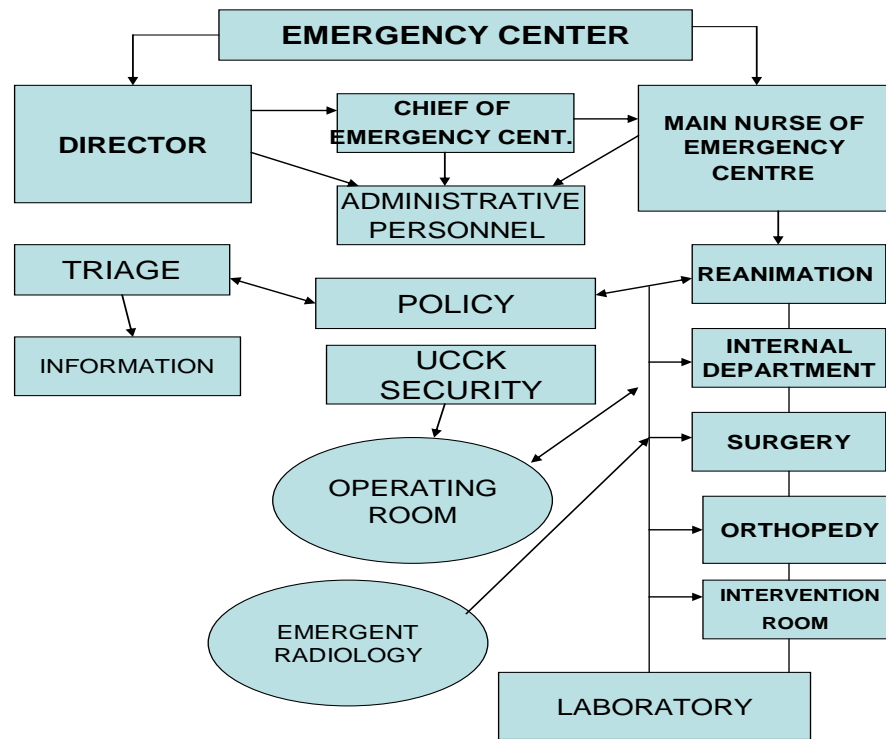 EMERGENCY CENTER
DIRECTOR
CHIEF OF
EMERGENCY CENT.
MAIN NURSE OF
EMERGENCY
CENTRE
ADMINISTRATIVE
PERSONNEL
TRIAGE
POLICY
REANIMATION
INFORMATION
UCCK
SECURITY
INTERNAL
DEPARTMENT
SURGERY
OPERATING
ROOM
ORTHOPEDY
INTERVENTION
ROOM
EMERGENT
RADIOLOGY
LABORATORY